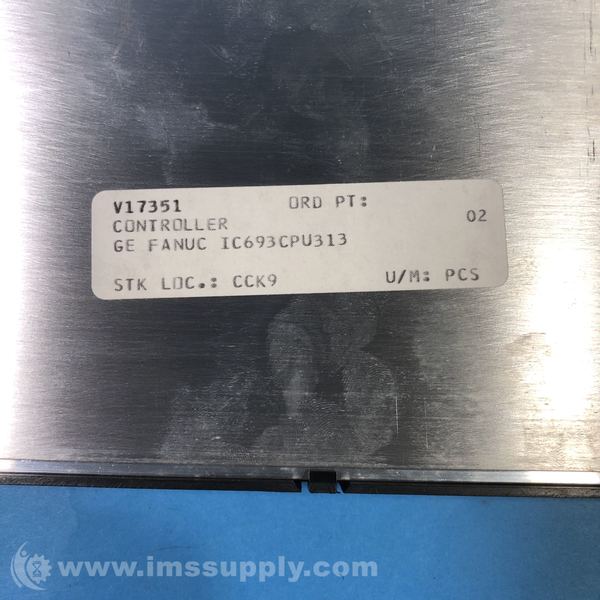 V17351 ORD PT:
CONTROLLER 02
GE FANUC IC693CPU313
STK LOC.: CCK9 U/M: PCS
www.imssupply.com